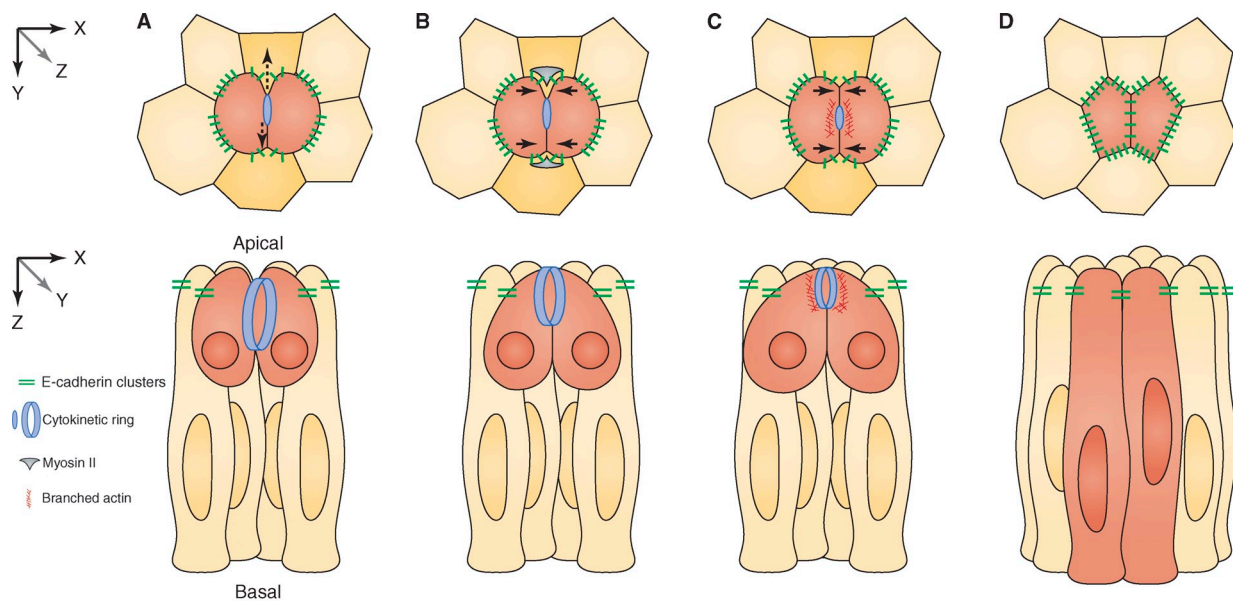 A
B
C
D
X
Z
Y
Apical
X
Y
Z
E-cadherin clusters
Cytokinetic ring
Myosin II
Branched actin
Basal